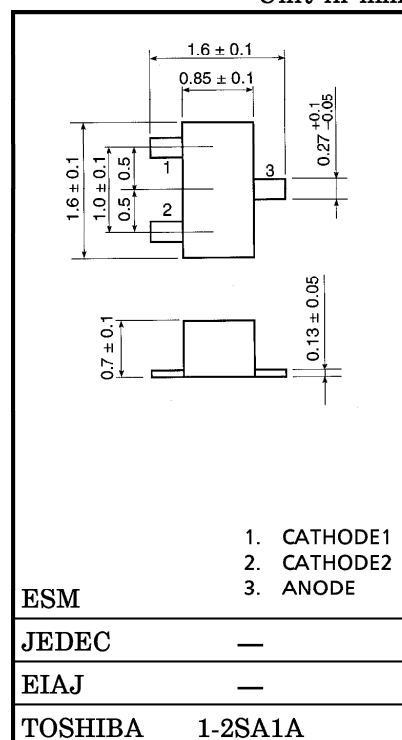 1.6 ± 0.1
0.85 ± 0.1
0.27 +0.1 −0.05
1.6 ± 0.1
1.0 ± 0.1
0.5
0.5
1
2
3
0.7 ± 0.1
0.13 ± 0.05
1. CATHODE1
2. CATHODE2
3. ANODE
ESM
JEDEC —
EIAJ —
TOSHIBA 1-2SA1A